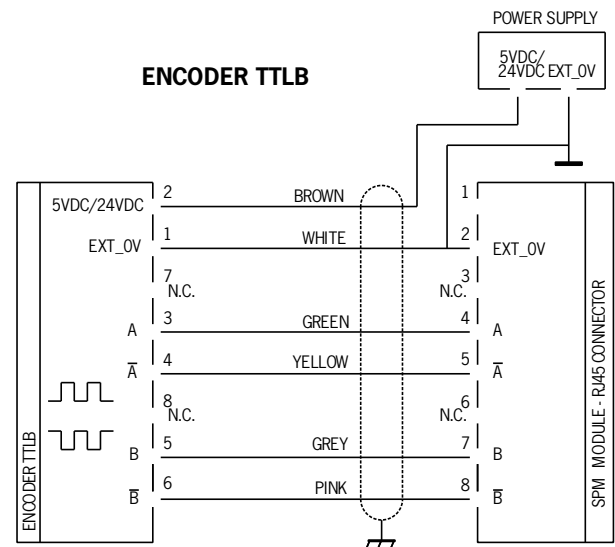 POWER SUPPLY
5VDC/
24VDC EXT_0V
ENCODER TTLB
5VDC/24VDC 2 BROWN 1
EXT_0V 1 WHITE 2 EXT_0V
7 3
N.C. N.C.
A 3 GREEN 4 A
A̅ 4 YELLOW 5 A̅
8 6
N.C. N.C.
B 5 GREY 7 B
B̅ 6 PINK 8 B̅
ENCODER TTLB
SPM MODULE - RJ45 CONNECTOR